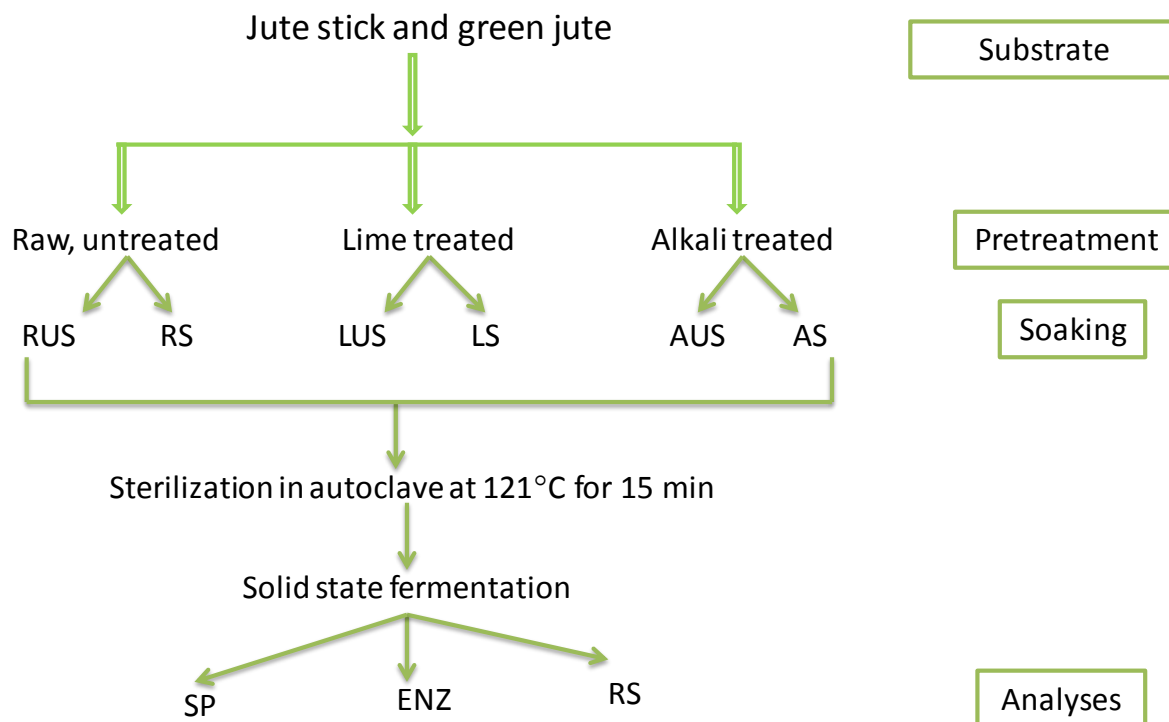 Jute stick and green jute
Substrate
Raw, untreated
Lime treated
Alkali treated
Pretreatment
RUS
RS
LUS
LS
AUS
AS
Soaking
Sterilization in autoclave at 121°C for 15 min
Solid state fermentation
SP
ENZ
RS
Analyses